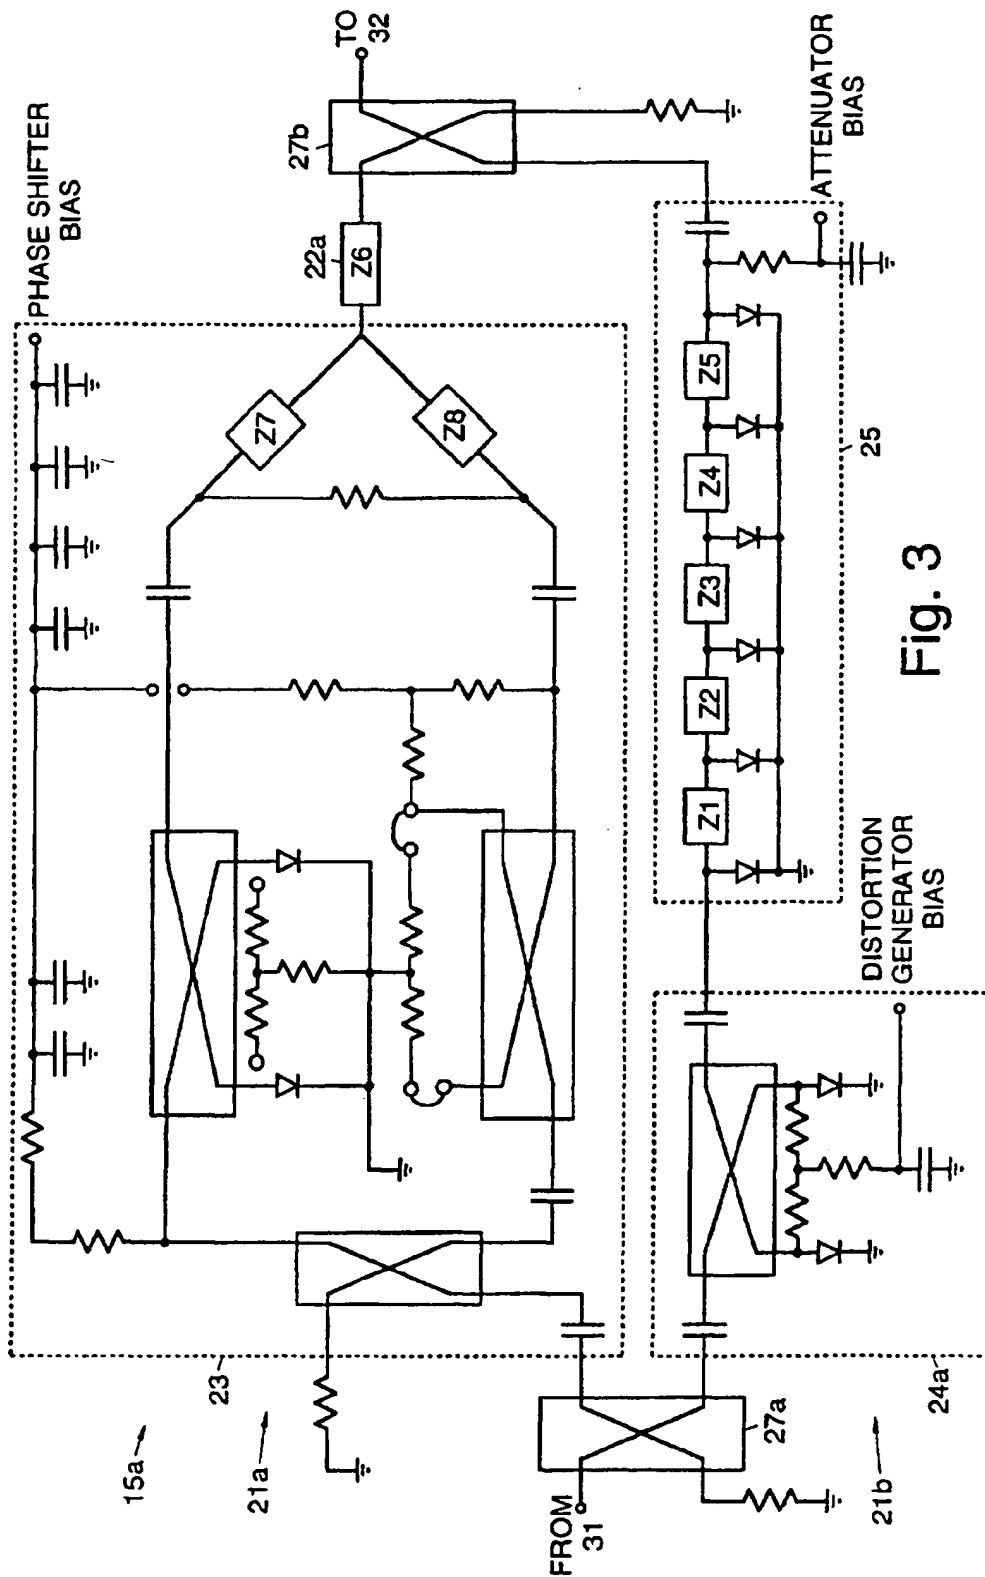 PHASE SHIFTER
BIAS
TO
32
27b
22a
Z6
Z7
Z8
23
15a
21a
FROM
31
27a
21b
24a
DISTORTION
GENERATOR
BIAS
Z1
Z2
Z3
Z4
Z5
25
ATTENUATOR
BIAS
Fig. 3